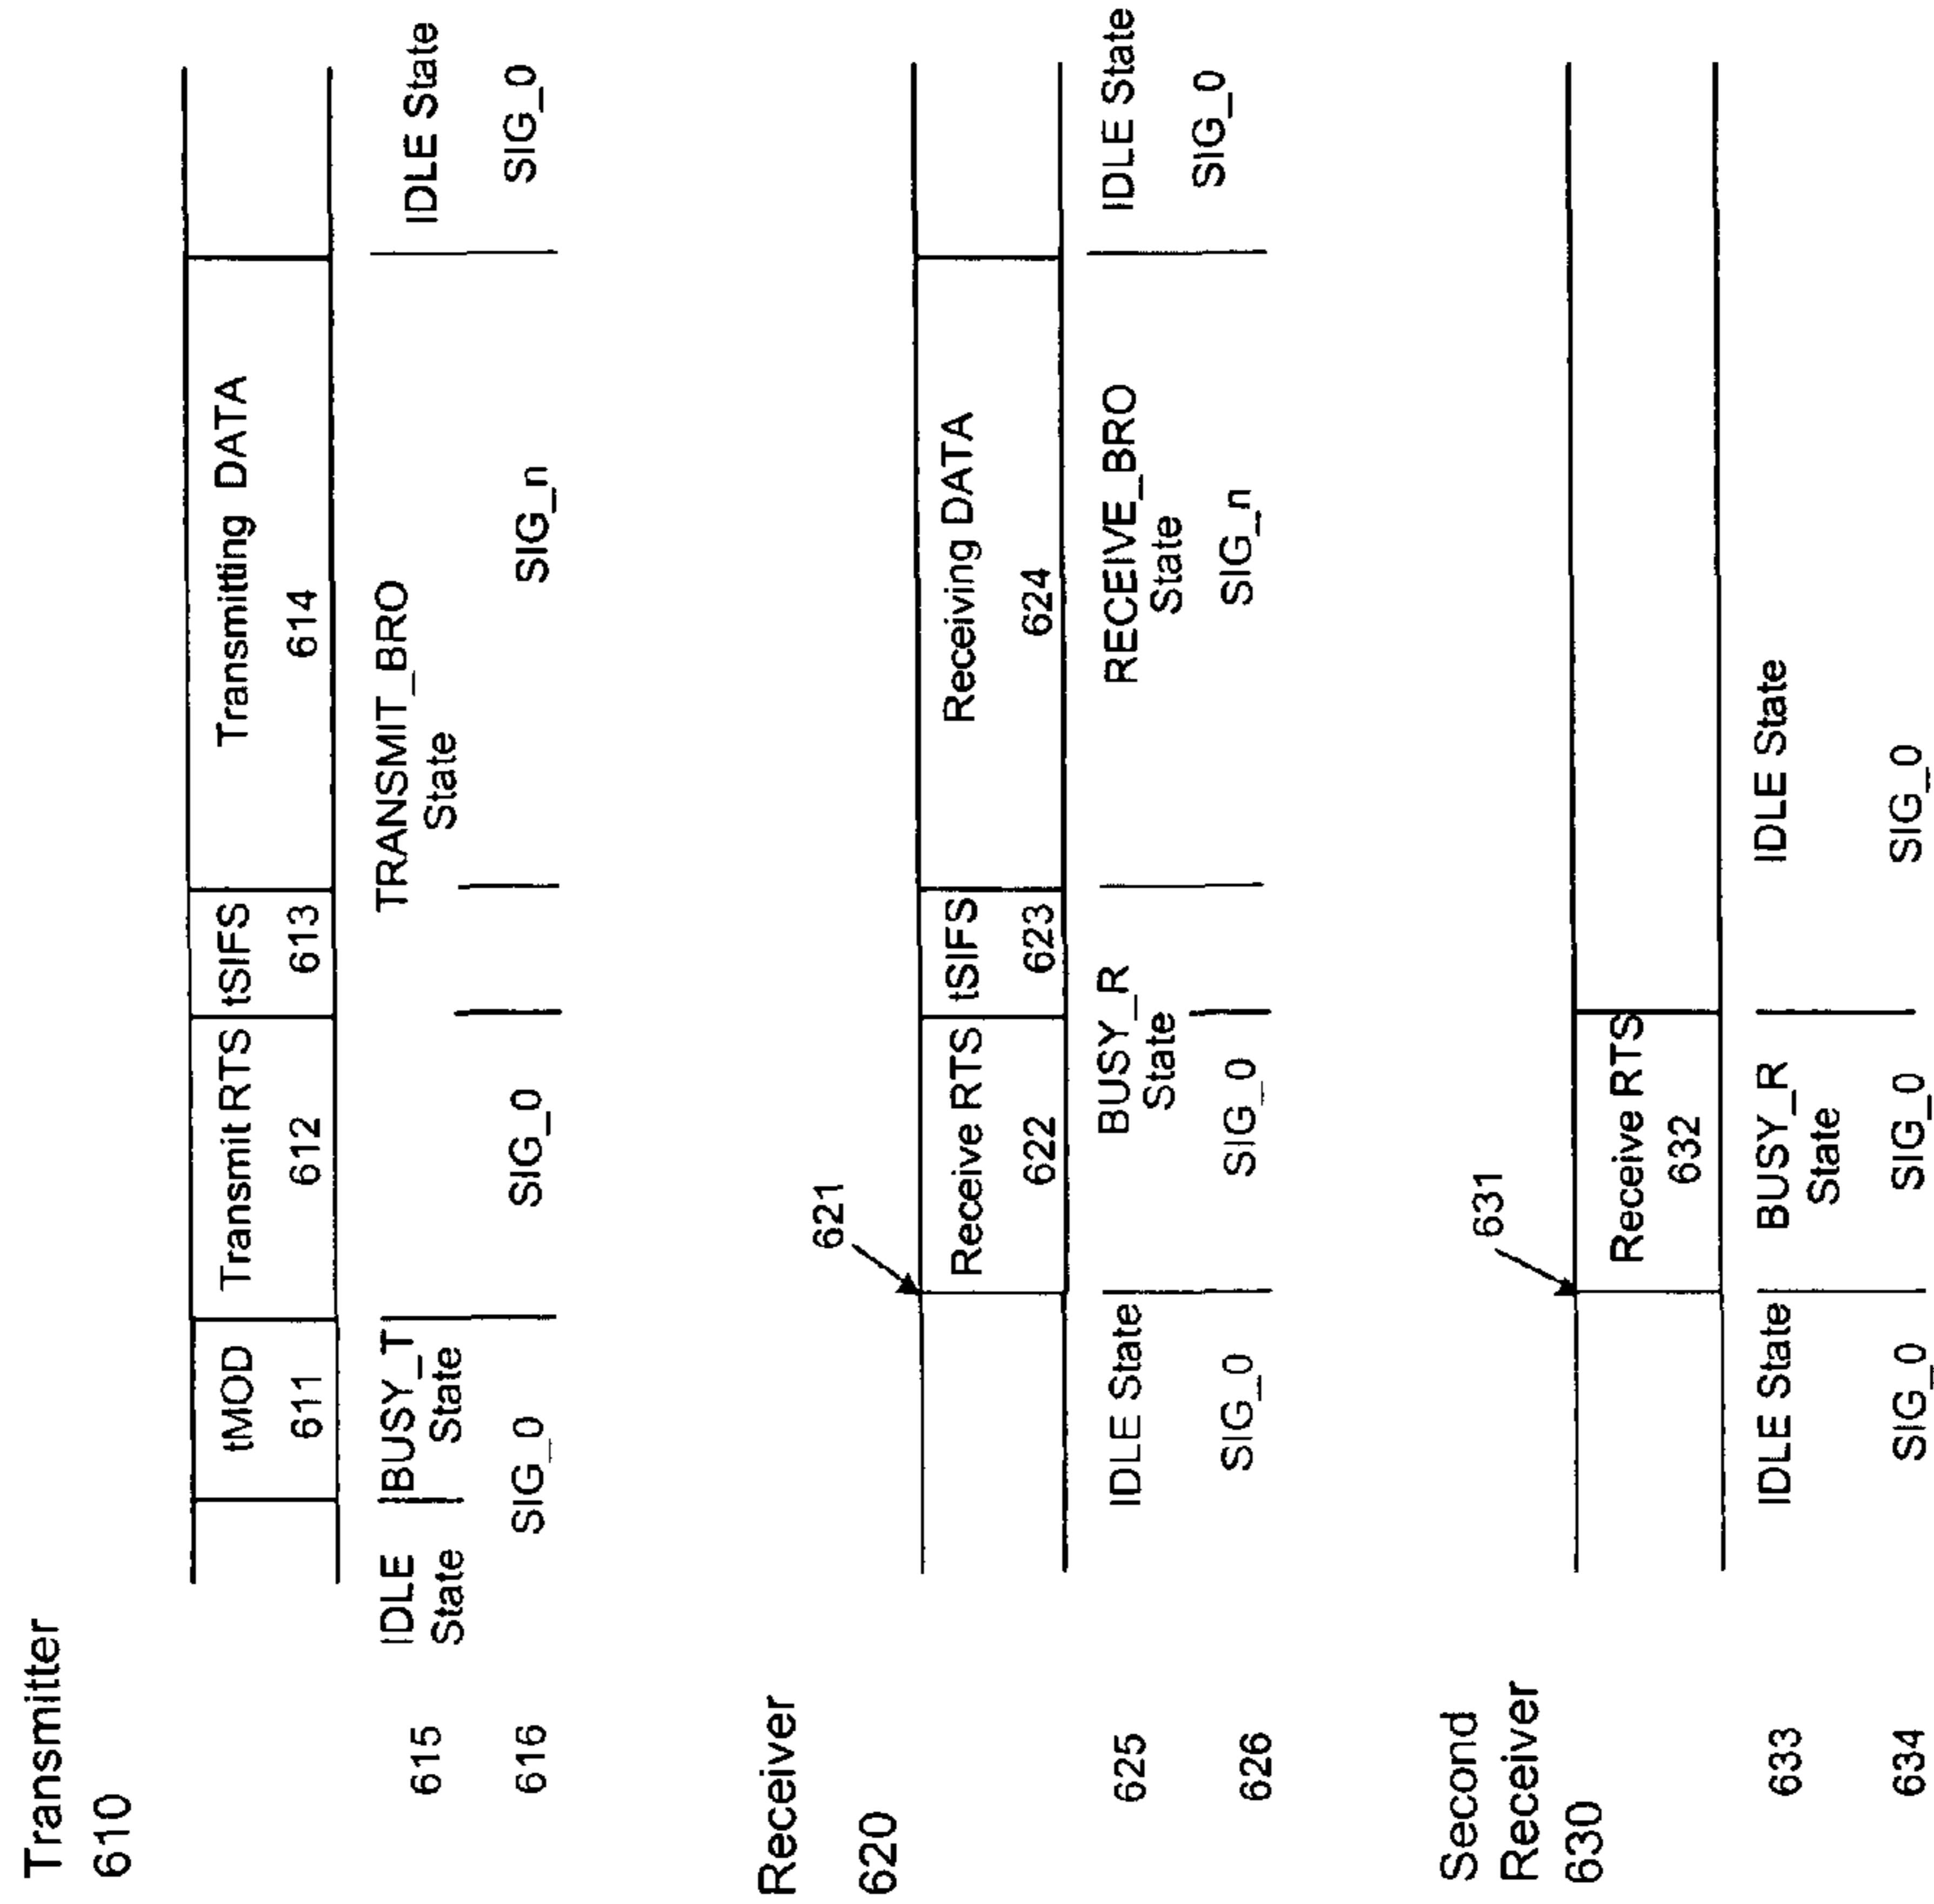 Transmitter
610
tMOD
611
Transmit RTS
612
tSIFS
613
Transmitting DATA
614
615
IDLE
State
BUSY_T
State
TRANSMIT_BRO
State
IDLE State
616
SIG_0
SIG_0
SIG_n
SIG_0
Receiver
620
621
Receive RTS
622
tSIFS
623
Receiving DATA
624
625
IDLE State
BUSY_R
State
RECEIVE_BRO
State
IDLE State
626
SIG_0
SIG_0
SIG_n
SIG_0
Second
Receiver
630
631
Receive RTS
632
633
IDLE State
BUSY_R
State
IDLE State
634
SIG_0
SIG_0
SIG_0